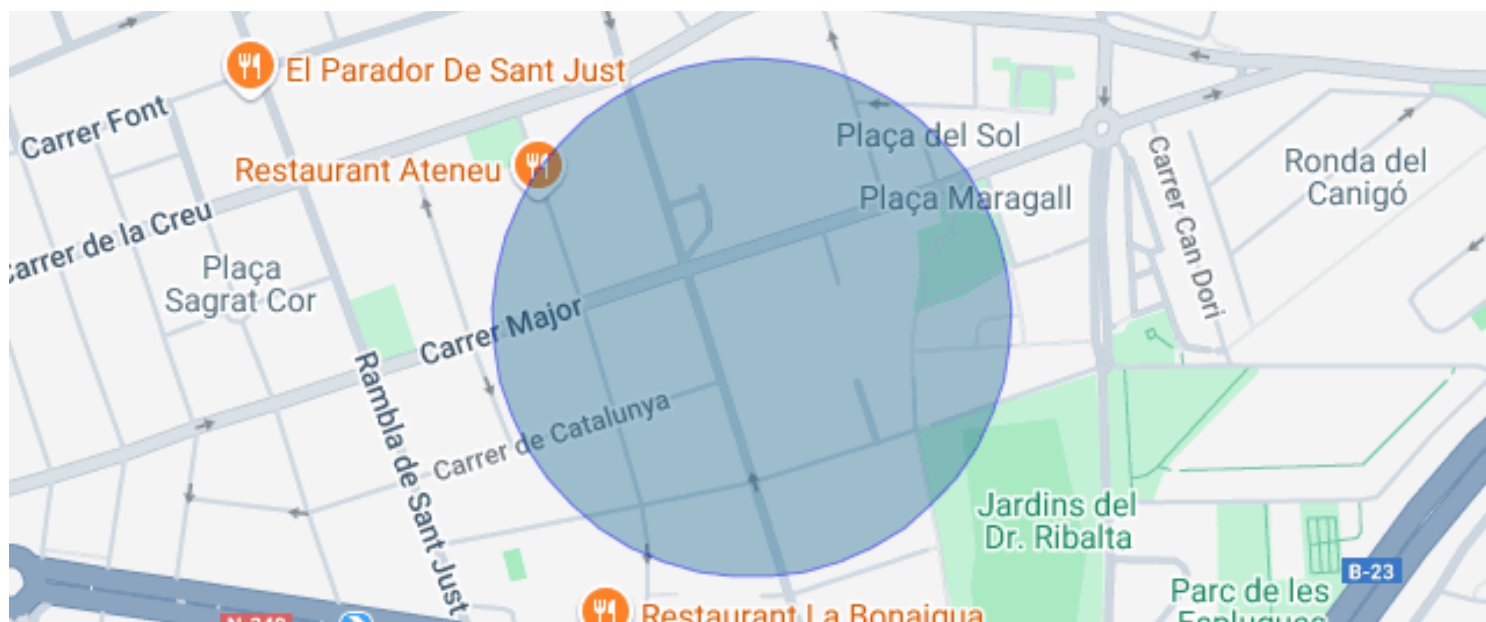 El Parador De Sant Just
Carrer Font
Restaurant Ateneu
Plaça del Sol
Plaça Maragall
Carrer Can Dori
Ronda del
Canigó
Carrer de la Creu
Plaça
Sagrat Cor
Carrer Major
Rambla de Sant Just
Carrer de Catalunya
Jardins del
Dr. Ribalta
B-23
Parc de les
Restaurant La Bonaigua